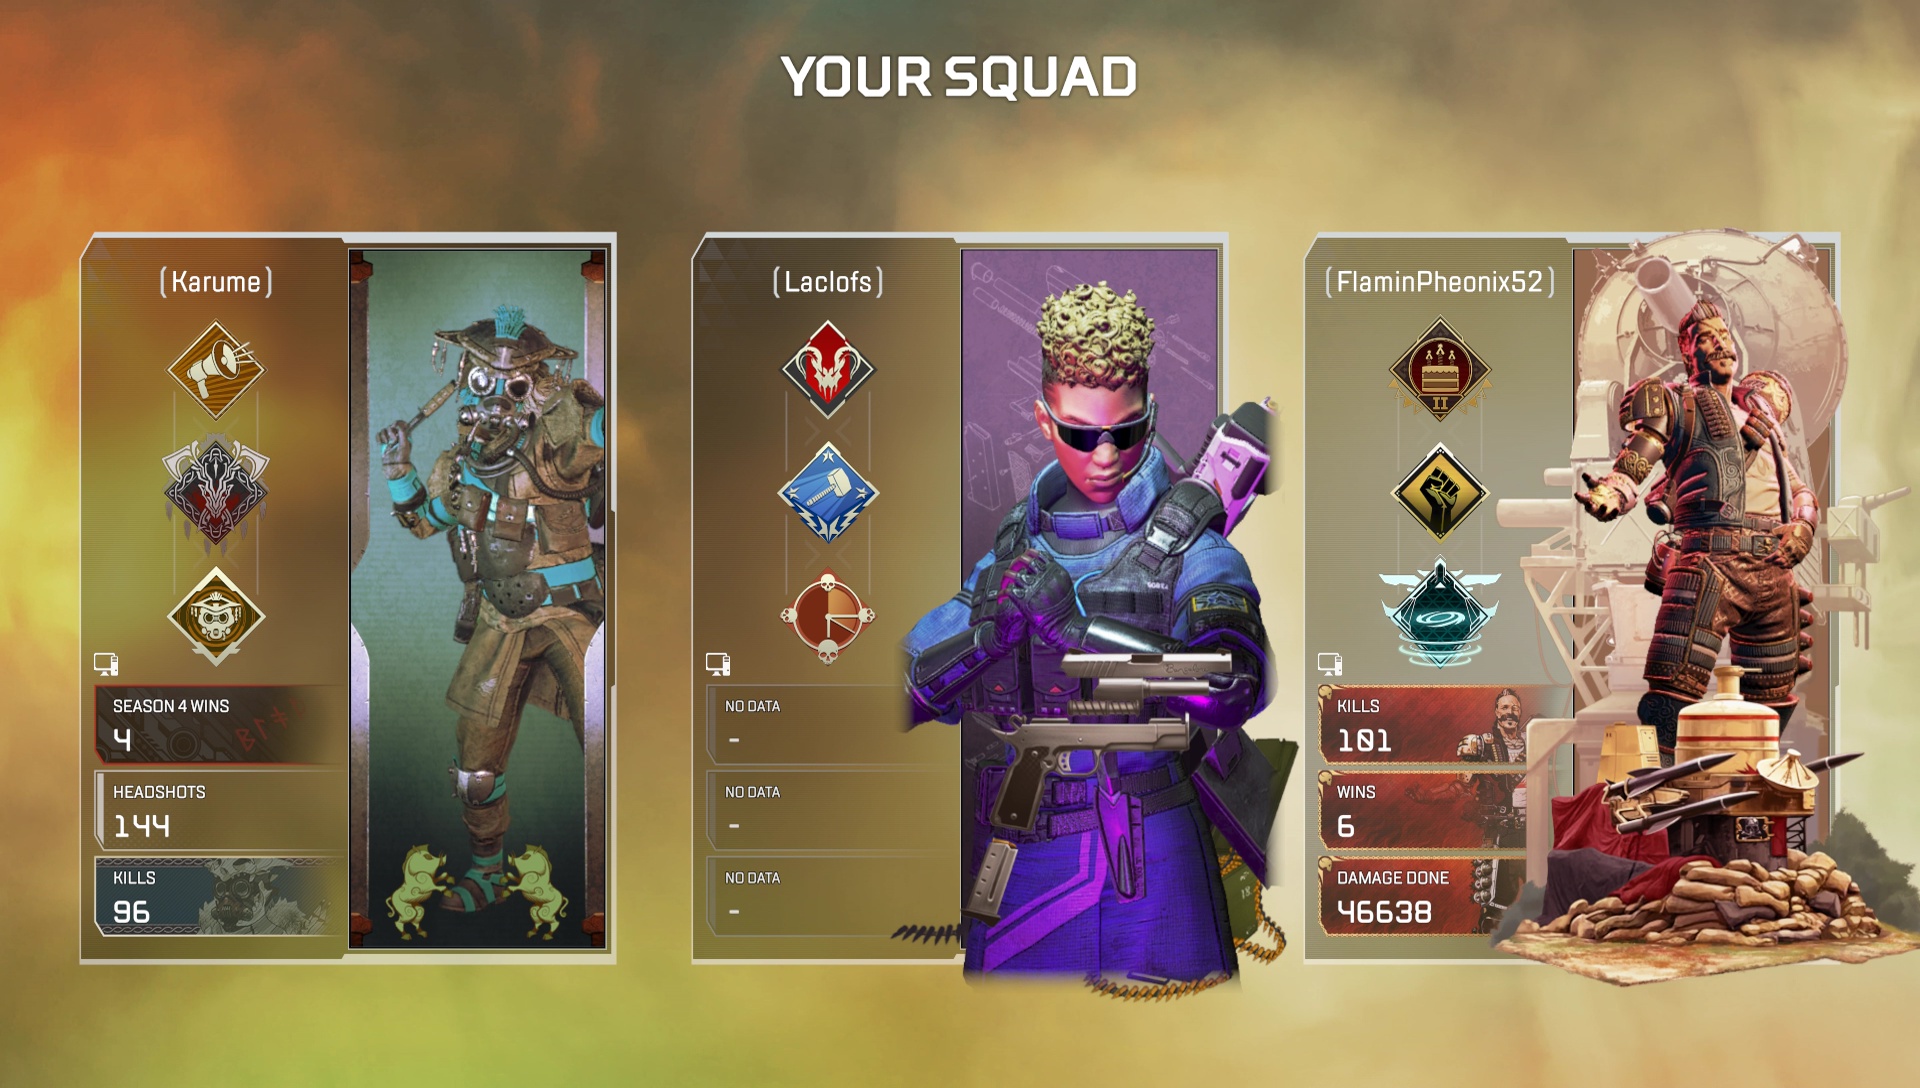 YOUR SQUAD
Karume
SEASON 4 WINS
4
HEADSHOTS
144
KILLS
96
Laclofs
NO DATA
-
NO DATA
-
NO DATA
-
FlaminPheonix52
II
KILLS
101
WINS
6
DAMAGE DONE
46638